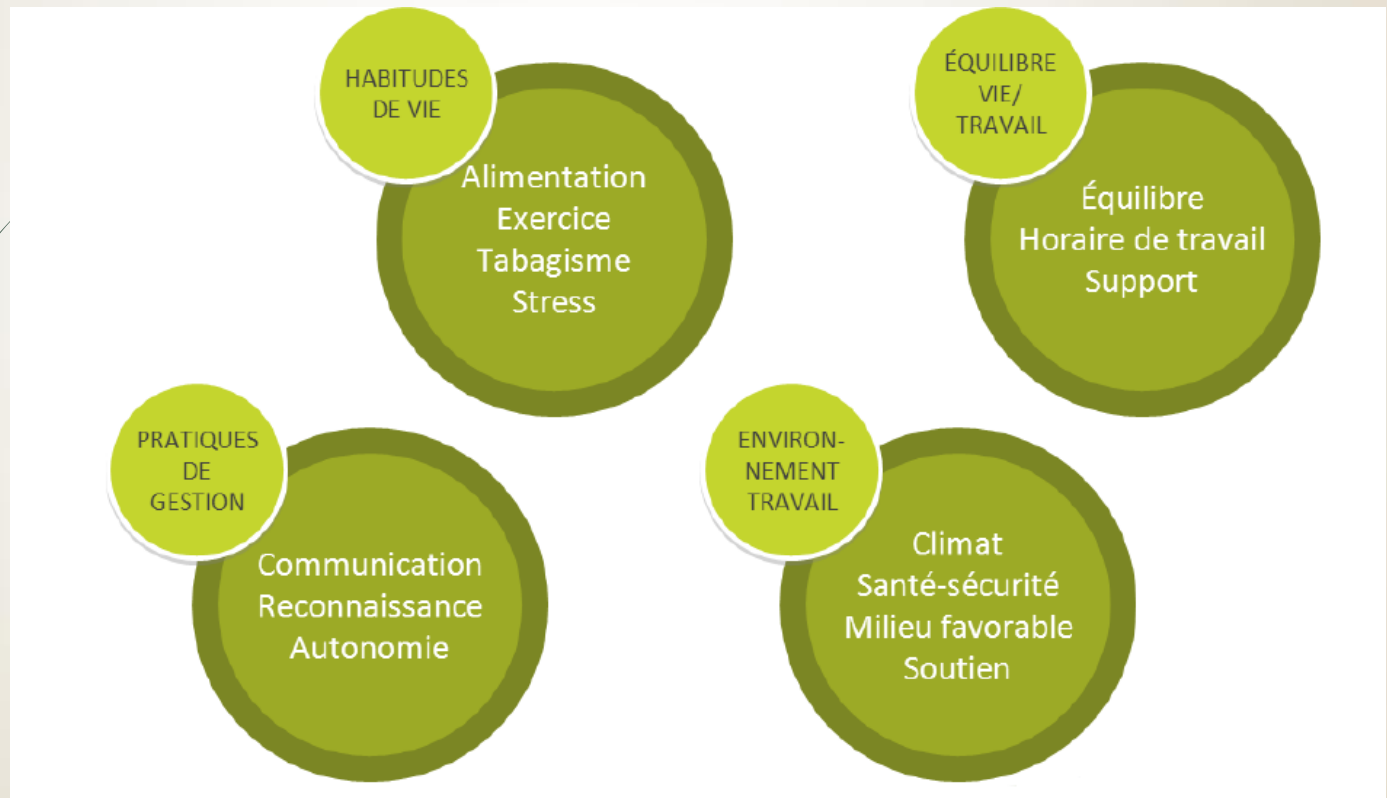 HABITUDES
DE VIE
Alimentation
Exercice
Tabagisme
Stress
ÉQUILIBRE
VIE/
TRAVAIL
Équilibre
Horaire de travail
Support
PRATIQUES
DE
GESTION
Communication
Reconnaissance
Autonomie
ENVIRON-
NEMENT
TRAVAIL
Climat
Santé-sécurité
Milieu favorable
Soutien